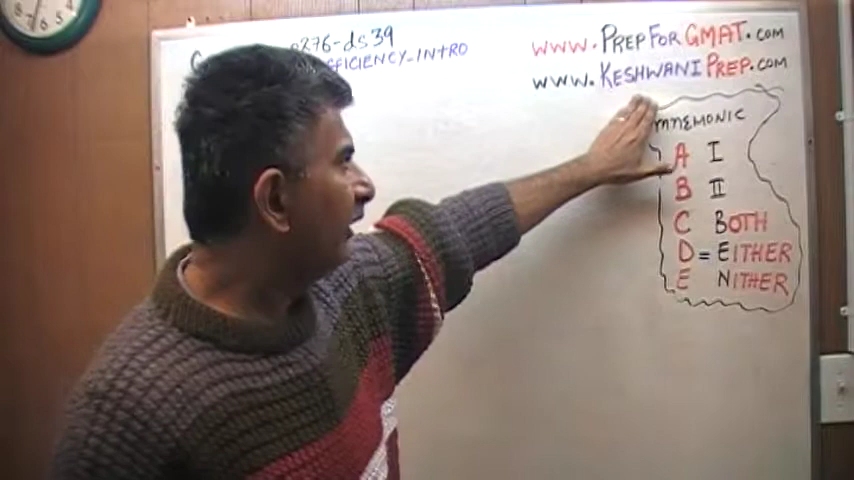 276-ds39
FFICIENCY_INTRO
www.PREPFORGMAT.com
www.KESHWANIPREP.com
MNEMONIC
A I
B II
C BOTH
D = EITHER
E NITHER